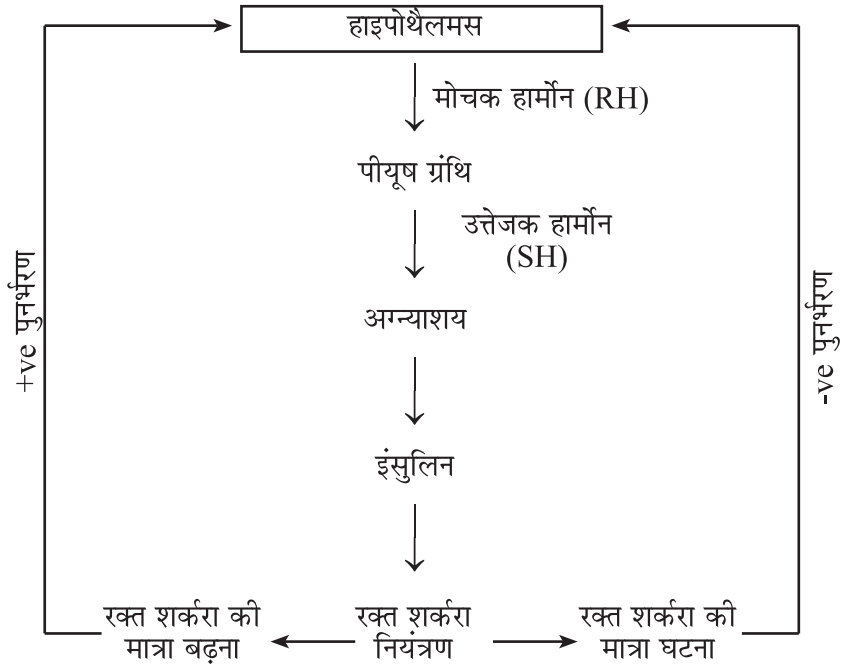 हाइपोथैलमस
मोचक हार्मोन (RH)
पीयूष ग्रंथि
उत्तेजक हार्मोन
(SH)
अग्न्याशय
इंसुलिन
+ve पुनर्भरण
-ve पुनर्भरण
रक्त शर्करा की
मात्रा बढ़ना
रक्त शर्करा
नियंत्रण
रक्त शर्करा की
मात्रा घटना